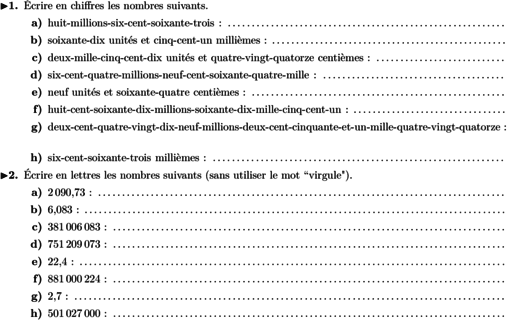 ▶1. Écrire en chiffres les nombres suivants.
a) huit-millions-six-cent-soixante-trois : ........................................
b) soixante-dix unités et cinq-cent-un millièmes : ........................................
c) deux-mille-cinq-cent-dix unités et quatre-vingt-quatorze centièmes : ....................
d) six-cent-quatre-millions-neuf-cent-soixante-quatre-mille : ..............................
e) neuf unités et soixante-quatre centièmes : ........................................
f) huit-cent-soixante-dix-millions-soixante-dix-mille-cinq-cent-un : ....................
g) deux-cent-quatre-vingt-dix-neuf-millions-deux-cent-cinquante-et-un-mille-quatre-vingt-quatorze :
h) six-cent-soixante-trois millièmes : ........................................
▶2. Écrire en lettres les nombres suivants (sans utiliser le mot “virgule").
a) 2 090,73 : ........................................
b) 6,083 : ........................................
c) 381 006 083 : ........................................
d) 751 209 073 : ........................................
e) 22,4 : ........................................
f) 881 000 224 : ........................................
g) 2,7 : ........................................
h) 501 027 000 : ........................................